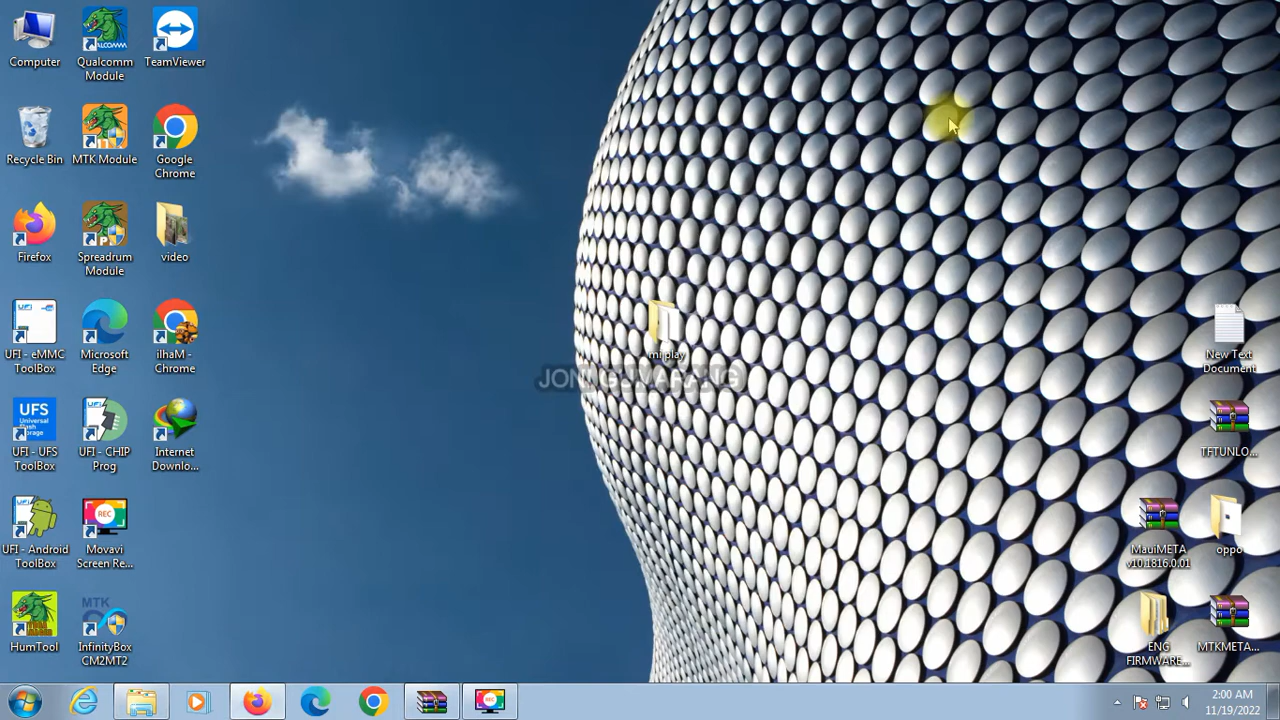 Computer
Qualcomm
Module
TeamViewer
Recycle Bin
MTK Module
Google
Chrome
Firefox
Spreadrum
Module
video
UFI - eMMC
ToolBox
Microsoft
Edge
ilhaM -
Chrome
UFI - UFS
ToolBox
UFI - CHIP
Prog
Internet
Downlo...
UFI - Android
ToolBox
Movavi
Screen Re...
HumTool
InfinityBox
CM2MT2
mi play
JONI GUMARANG
New Text
Document
TFTUNLO...
MauiMETA
v10.1816.0.01
oppo
ENG
FIRMWARE...
MTKMETA...
2:00 AM
11/19/2022